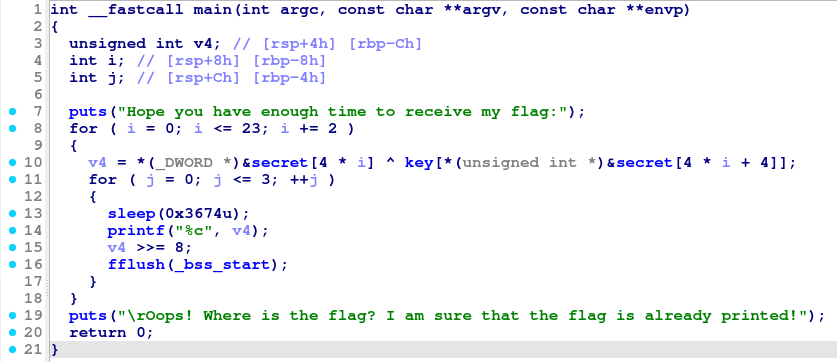 1 int __fastcall main(int argc, const char **argv, const char **envp)
2 {
3   unsigned int v4; // [rsp+4h] [rbp-Ch]
4   int i; // [rsp+8h] [rbp-8h]
5   int j; // [rsp+Ch] [rbp-4h]
6
7   puts("Hope you have enough time to receive my flag:");
8   for ( i = 0; i <= 23; i += 2 )
9   {
10     v4 = *(_DWORD *)&secret[4 * i] ^ key[*(unsigned int *)&secret[4 * i + 4]];
11     for ( j = 0; j <= 3; ++j )
12     {
13       sleep(0x3674u);
14       printf("%c", v4);
15       v4 >>= 8;
16       fflush(_bss_start);
17     }
18   }
19   puts("\rOops! Where is the flag? I am sure that the flag is already printed!");
20   return 0;
21 }